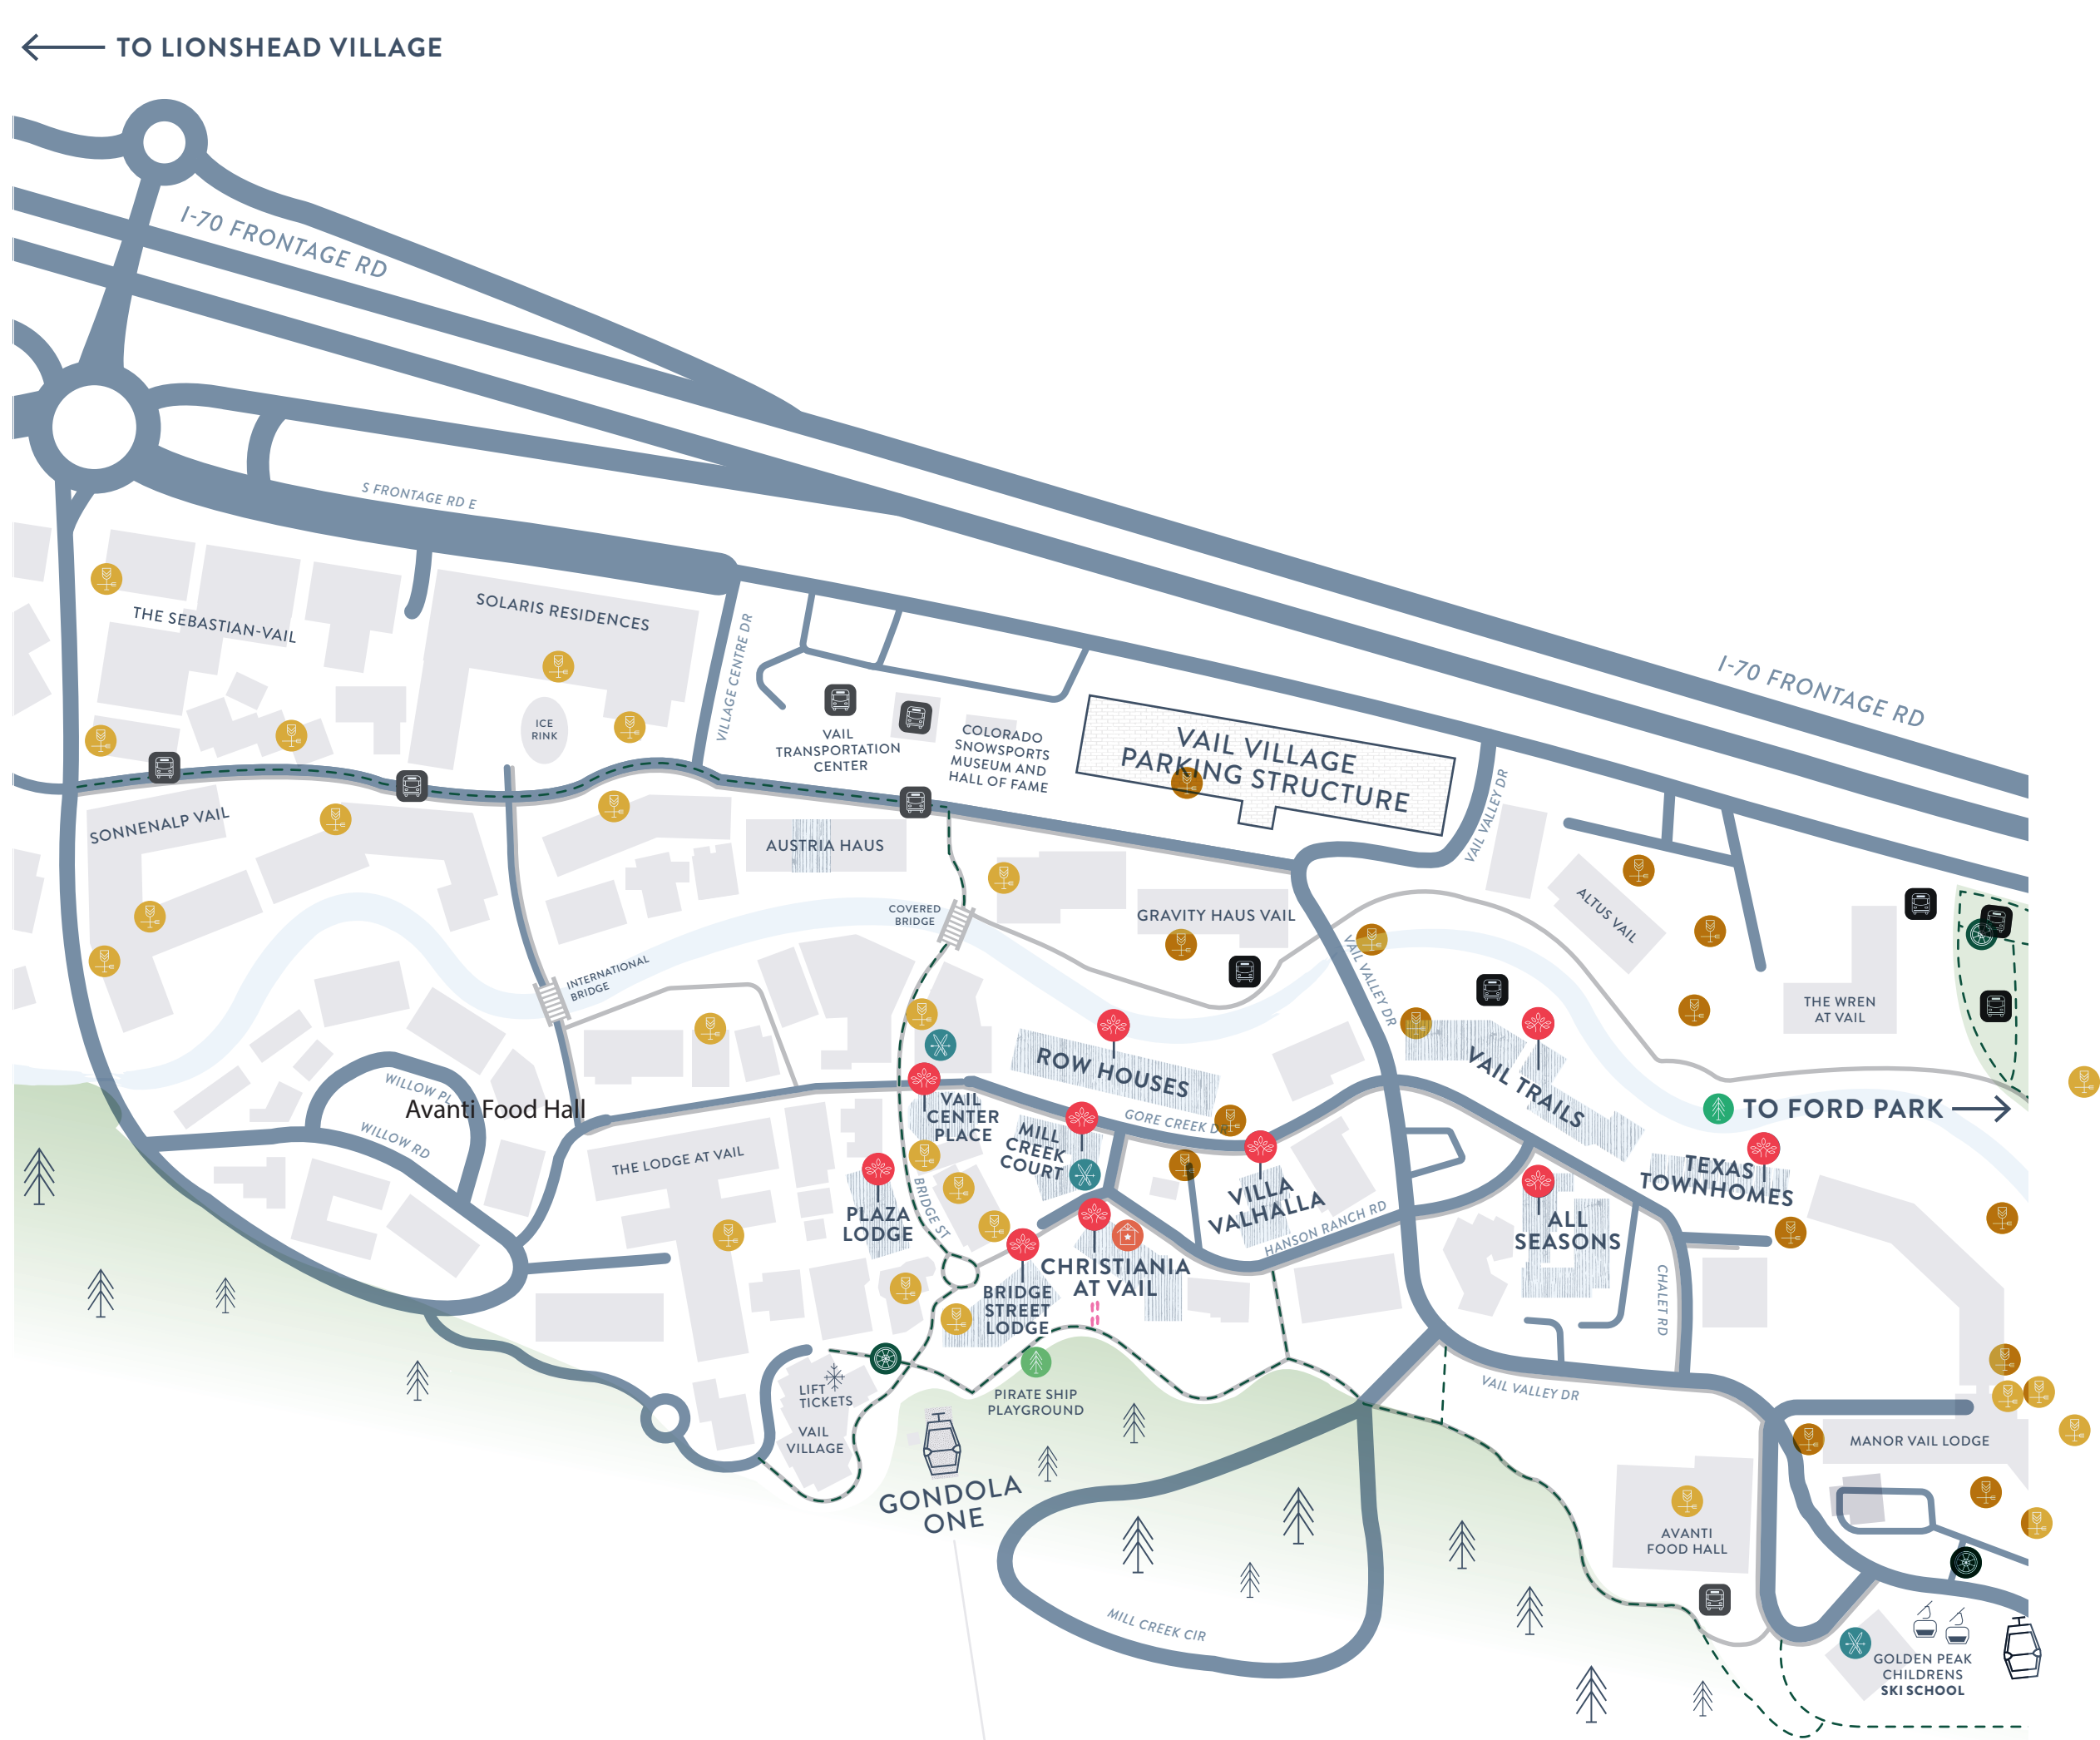 TO LIONSHEAD VILLAGE
I-70 FRONTAGE RD
S FRONTAGE RD E
THE SEBASTIAN-VAIL
SOLARIS RESIDENCES
ICE
RINK
VILLAGE CENTRE DR
VAIL
TRANSPORTATION
CENTER
COLORADO
SNOWSPORTS
MUSEUM AND
HALL OF FAME
VAIL VILLAGE
PARKING STRUCTURE
I-70 FRONTAGE RD
VAIL VALLEY DR
SONNENALP VAIL
AUSTRIA HAUS
COVERED
BRIDGE
GRAVITY HAUS VAIL
ALTUS VAIL
VAIL VALLEY DR
INTERNATIONAL
BRIDGE
THE WREN
AT VAIL
ROW HOUSES
VAIL TRAILS
WILLOW PL
Avanti Food Hall
WILLOW RD
VAIL
CENTER
PLACE
GORE CREEK DR
MILL
CREEK
COURT
TO FORD PARK
THE LODGE AT VAIL
TEXAS
TOWNHOMES
PLAZA
LODGE
BRIDGE ST
VILLA
VALHALLA
HANSON RANCH RD
ALL
SEASONS
CHRISTIANIA
AT VAIL
BRIDGE
STREET
LODGE
CHALET RD
LIFT
TICKETS
VAIL
VILLAGE
PIRATE SHIP
PLAYGROUND
VAIL VALLEY DR
GONDOLA
ONE
MANOR VAIL LODGE
AVANTI
FOOD HALL
MILL CREEK CIR
GOLDEN PEAK
CHILDRENS
SKI SCHOOL